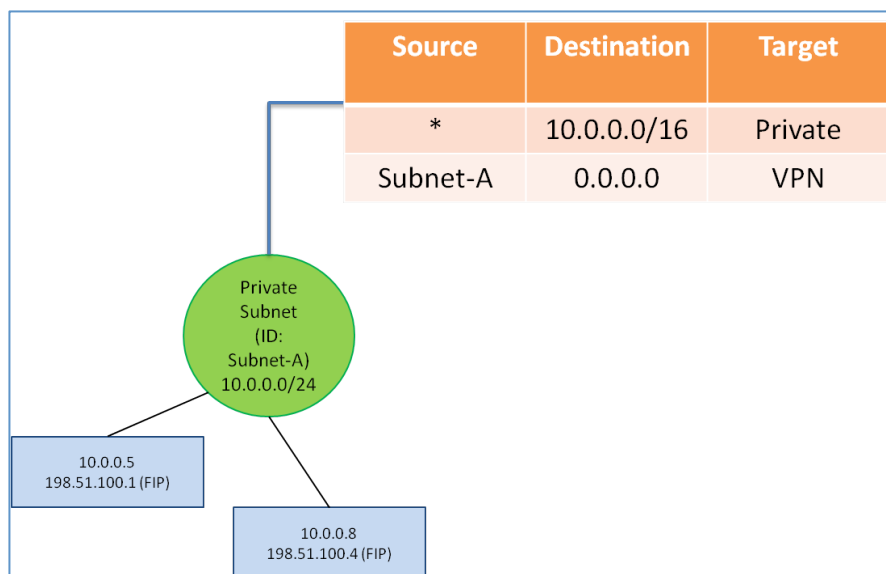 Source Destination Target
* 10.0.0.0/16 Private
Subnet-A 0.0.0.0 VPN
Private
Subnet
(ID:
Subnet-A)
10.0.0.0/24
10.0.0.5
198.51.100.1 (FIP)
10.0.0.8
198.51.100.4 (FIP)